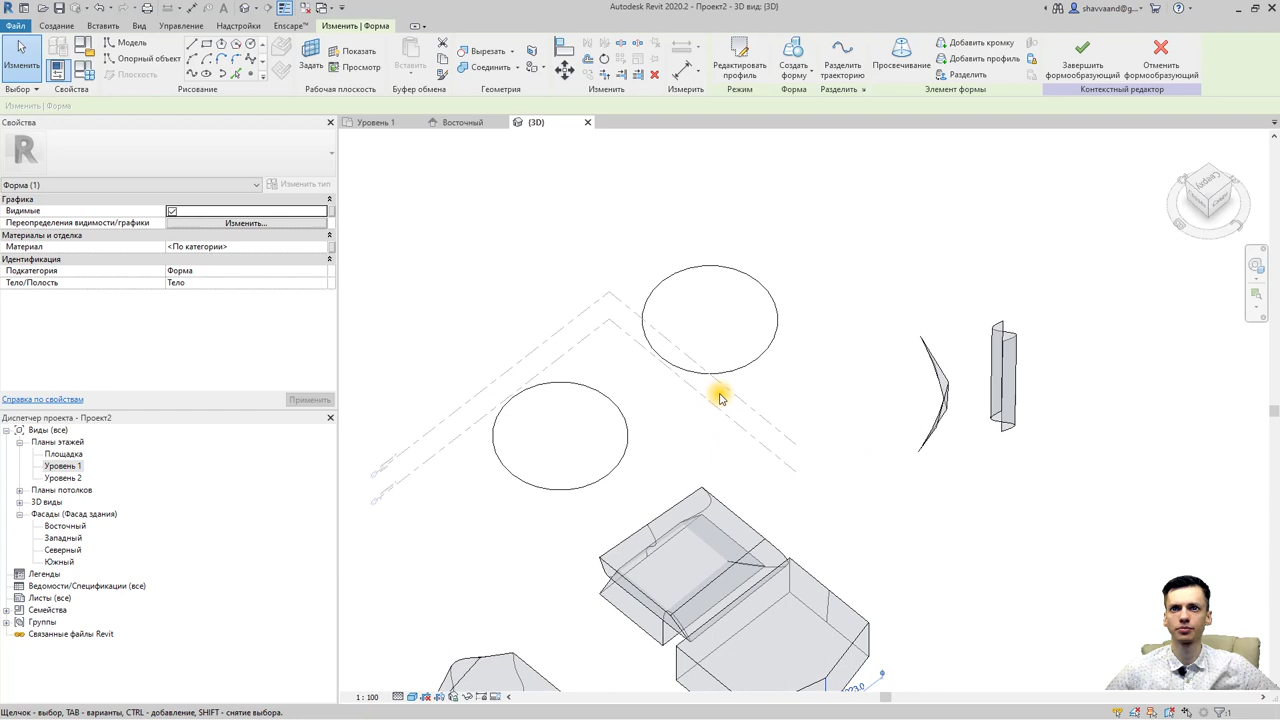 Autodesk Revit 2020.2 - Проект2 - 3D вид: {3D}
shavvaand@g...
Файл
Создание
Вставить
Вид
Управление
Надстройки
Enscape™
Изменить | Форма
Изменить
Модель
Опорный объект
Плоскость
Задать
Показать
Просмотр
Вставить
Вырезать
Соединить
Редактировать профиль
Создать форму
Разделить траекторию
Просвечивание
Добавить кромку
Добавить профиль
Разделить
Завершить формообразующий
Отменить формообразующий
Выбор
Свойства
Рисование
Рабочая плоскость
Буфер обмена
Геометрия
Изменить
Измерить
Режим
Форма
Разделить
Элемент формы
Контекстный редактор
Изменить | Форма
Свойства
Уровень 1
Восточный
{3D}
Форма (1)
Изменить тип
Графика
Видимые
Переопределения видимости/графики
Изменить...
Материалы и отделка
Материал
<По категории>
Идентификация
Подкатегория
Форма
Тело/Полость
Тело
Справка по свойствам
Применить
Диспетчер проекта - Проект2
Виды (все)
Планы этажей
Площадка
Уровень 1
Уровень 2
Планы потолков
3D виды
Фасады (Фасад здания)
Восточный
Западный
Северный
Южный
Легенды
Ведомости/Спецификации (все)
Листы (все)
Семейства
Группы
Связанные файлы Revit
1 : 100
Щелчок - выбор, TAB - варианты, CTRL - добавление, SHIFT - снятие выбора.
:1